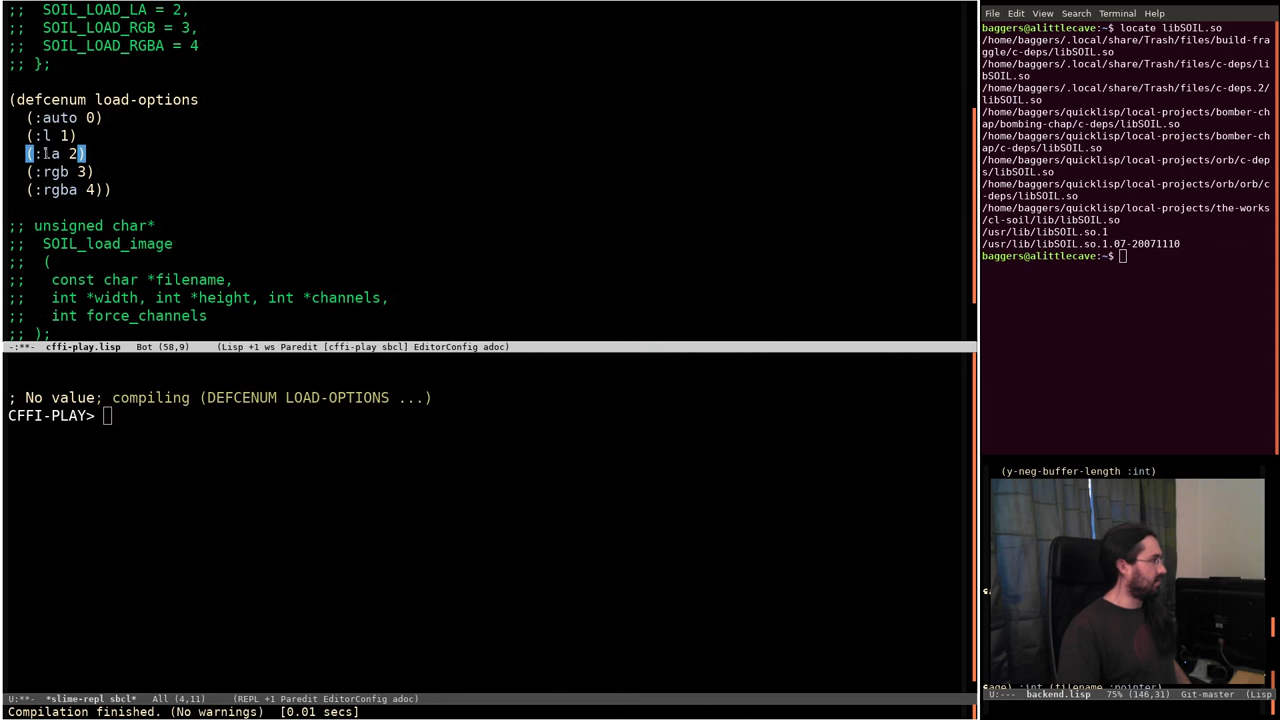 ;;  SOIL_LOAD_LA = 2,
;;  SOIL_LOAD_RGB = 3,
;;  SOIL_LOAD_RGBA = 4
;; };
(defcenum load-options
(:auto 0)
(:l 1)
(:la 2)
(:rgb 3)
(:rgba 4))
;; unsigned char*
;;  SOIL_load_image
;;  (
;;   const char *filename,
;;   int *width, int *height, int *channels,
;;   int force_channels
;; );
-:**-  cffi-play.lisp   Bot (58,9)     (Lisp +1 ws Paredit [cffi-play sbcl] EditorConfig adoc)
; No value; compiling (DEFCENUM LOAD-OPTIONS ...)
CFFI-PLAY>
U:**-  *slime-repl sbcl*   All (4,11)     (REPL +1 Paredit EditorConfig adoc)
Compilation finished. (No warnings)  [0.01 secs]
File Edit View Search Terminal Help
baggers@alittlecave:~$ locate libSOIL.so
/home/baggers/.local/share/Trash/files/build-fra
ggle/c-deps/libSOIL.so
/home/baggers/.local/share/Trash/files/c-deps/li
bSOIL.so
/home/baggers/.local/share/Trash/files/c-deps.2/
libSOIL.so
/home/baggers/quicklisp/local-projects/bomber-ch
ap/bombing-chap/c-deps/libSOIL.so
/home/baggers/quicklisp/local-projects/bomber-ch
ap/c-deps/libSOIL.so
/home/baggers/quicklisp/local-projects/orb/c-dep
s/libSOIL.so
/home/baggers/quicklisp/local-projects/orb/orb/c
-deps/libSOIL.so
/home/baggers/quicklisp/local-projects/the-works
/cl-soil/lib/libSOIL.so
/usr/lib/libSOIL.so.1
/usr/lib/libSOIL.so.1.07-20071110
baggers@alittlecave:~$
(y-neg-buffer-length :int)
U:---  backend.lisp   75% (146,31)   Git-master  (Lisp